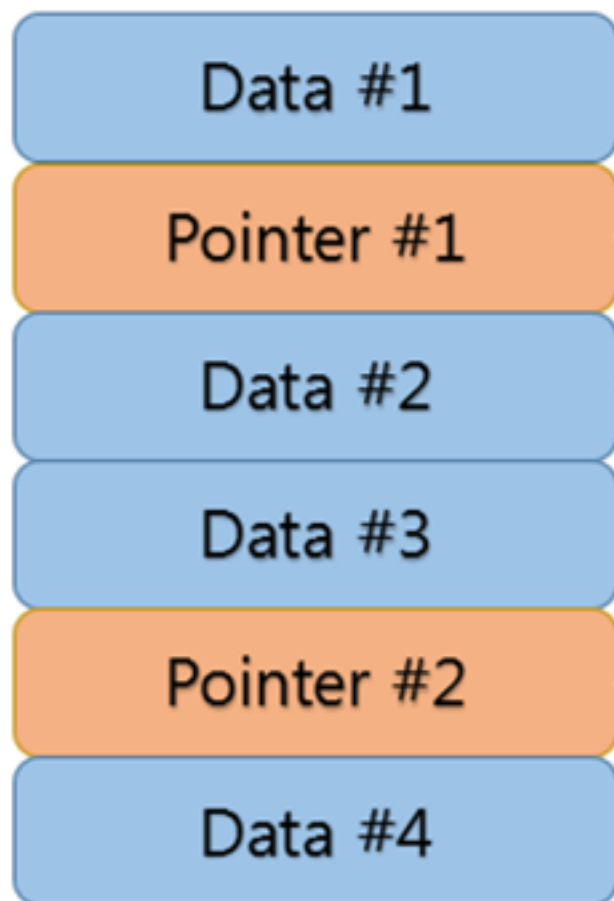 Data #1
Pointer #1
Data #2
Data #3
Pointer #2
Data #4